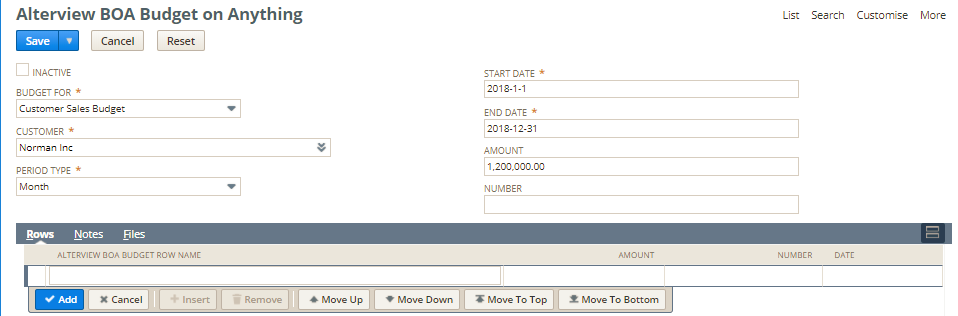 Alterview BOA Budget on Anything
List Search Customise More
Save Cancel Reset
INACTIVE
BUDGET FOR *
Customer Sales Budget
CUSTOMER *
Norman Inc
PERIOD TYPE *
Month
START DATE *
2018-1-1
END DATE *
2018-12-31
AMOUNT
1,200,000.00
NUMBER
Rows Notes Files
ALTERVIEW BOA BUDGET ROW NAME AMOUNT NUMBER DATE
Add Cancel Insert Remove Move Up Move Down Move To Top Move To Bottom